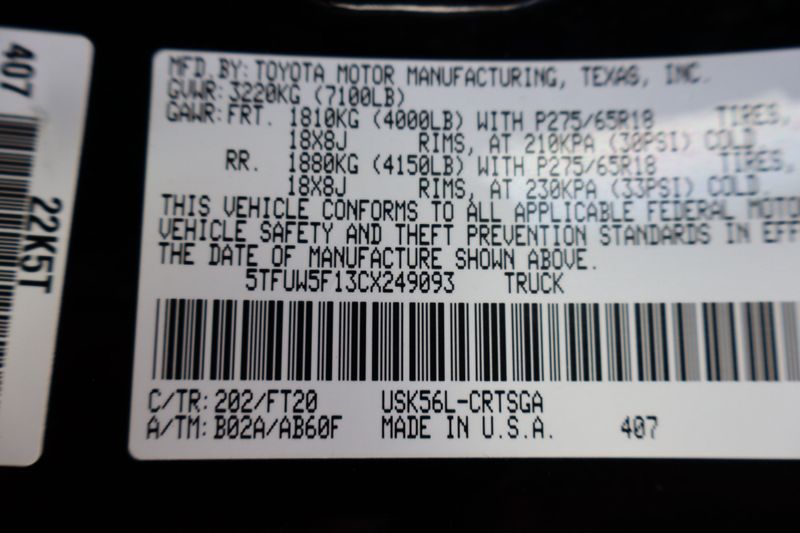 407
22K5T
MFD. BY: TOYOTA MOTOR MANUFACTURING, TEXAS, INC.
GVWR: 3220KG (7100LB)
GAWR: FRT. 1810KG (4000LB) WITH P275/65R18 TIRES,
18X8J RIMS, AT 210KPA (30PSI) COLD
RR. 1880KG (4150LB) WITH P275/65R18 TIRES,
18X8J RIMS, AT 230KPA (33PSI) COLD
THIS VEHICLE CONFORMS TO ALL APPLICABLE FEDERAL MOTO
VEHICLE SAFETY AND THEFT PREVENTION STANDARDS IN EFF
THE DATE OF MANUFACTURE SHOWN ABOVE.
5TFUW5F13CX249093 TRUCK
C/TR: 202/FT20 USK56L-CRTSGA
A/TM: B02A/AB60F MADE IN U.S.A. 407